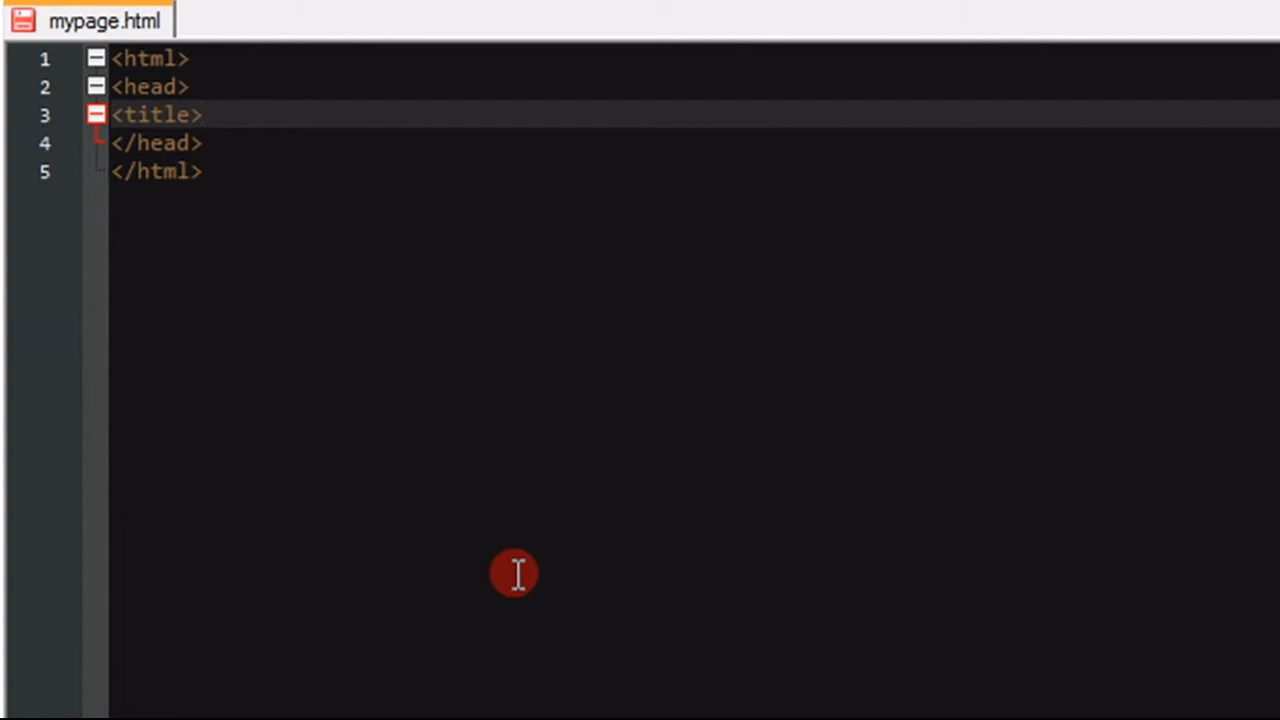 mypage.html
1 <html>
2 <head>
3 <title>
4 </head>
5 </html>